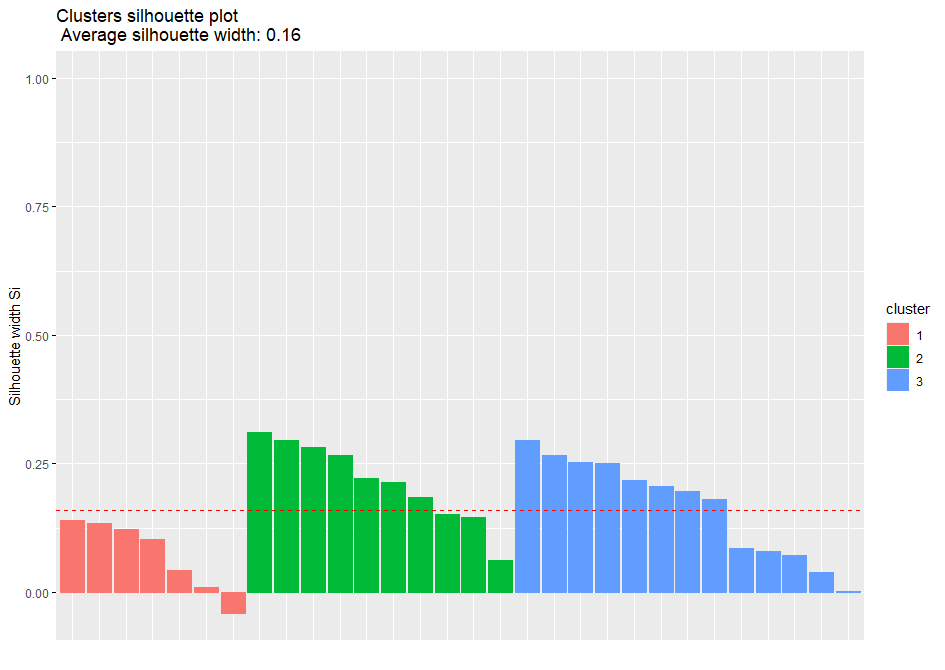 Clusters silhouette plot
Average silhouette width: 0.16
Silhouette width Si
1.00
0.75
0.50
0.25
0.00
cluster
1
2
3